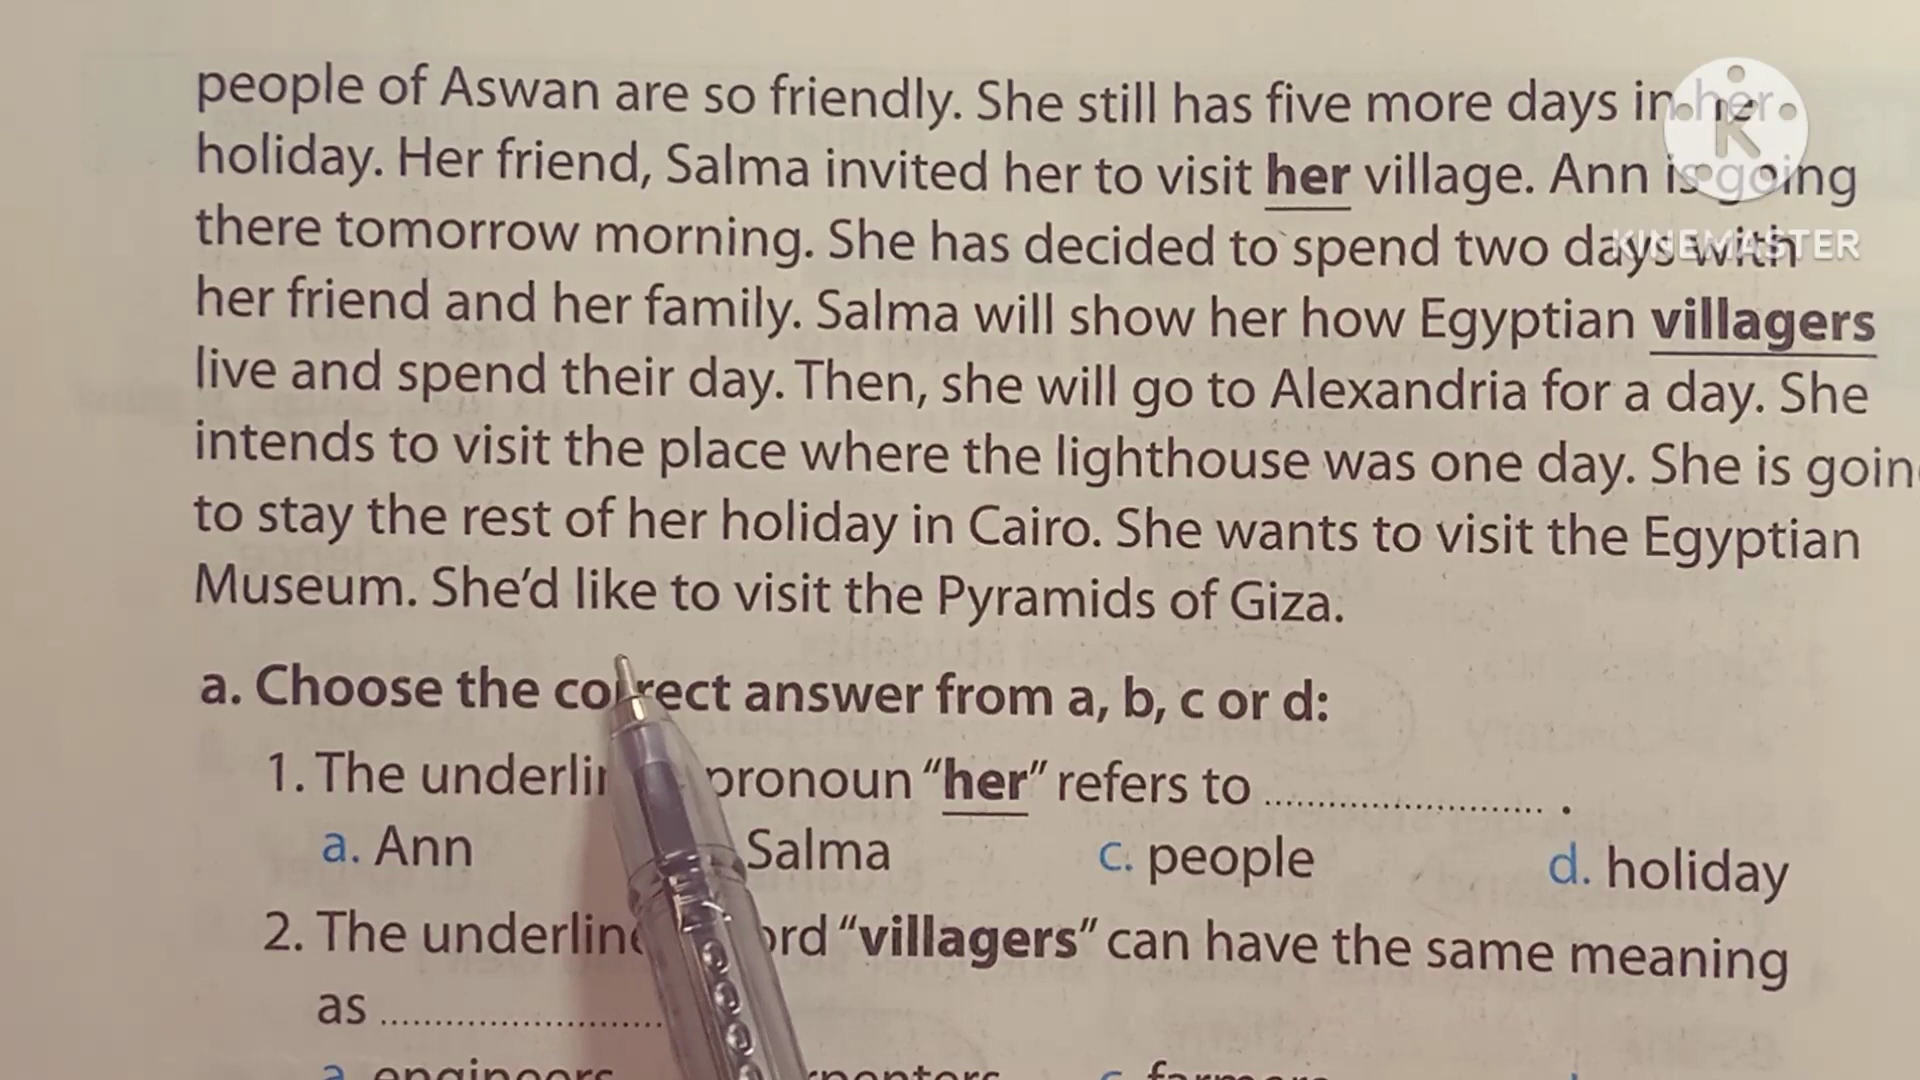 people of Aswan are so friendly. She still has five more days in her
holiday. Her friend, Salma invited her to visit her village. Ann is going
there tomorrow morning. She has decided to spend two days with
KINEMASTER
her friend and her family. Salma will show her how Egyptian villagers
live and spend their day. Then, she will go to Alexandria for a day. She
intends to visit the place where the lighthouse was one day. She is goin
to stay the rest of her holiday in Cairo. She wants to visit the Egyptian
Museum. She'd like to visit the Pyramids of Giza.
a. Choose the correct answer from a, b, c or d:
1. The pronoun "her" refers to .......................... .
a. Ann Salma c. people d. holiday
2. The "villagers" can have the same meaning
as ..........................
a. engineers c. farmers